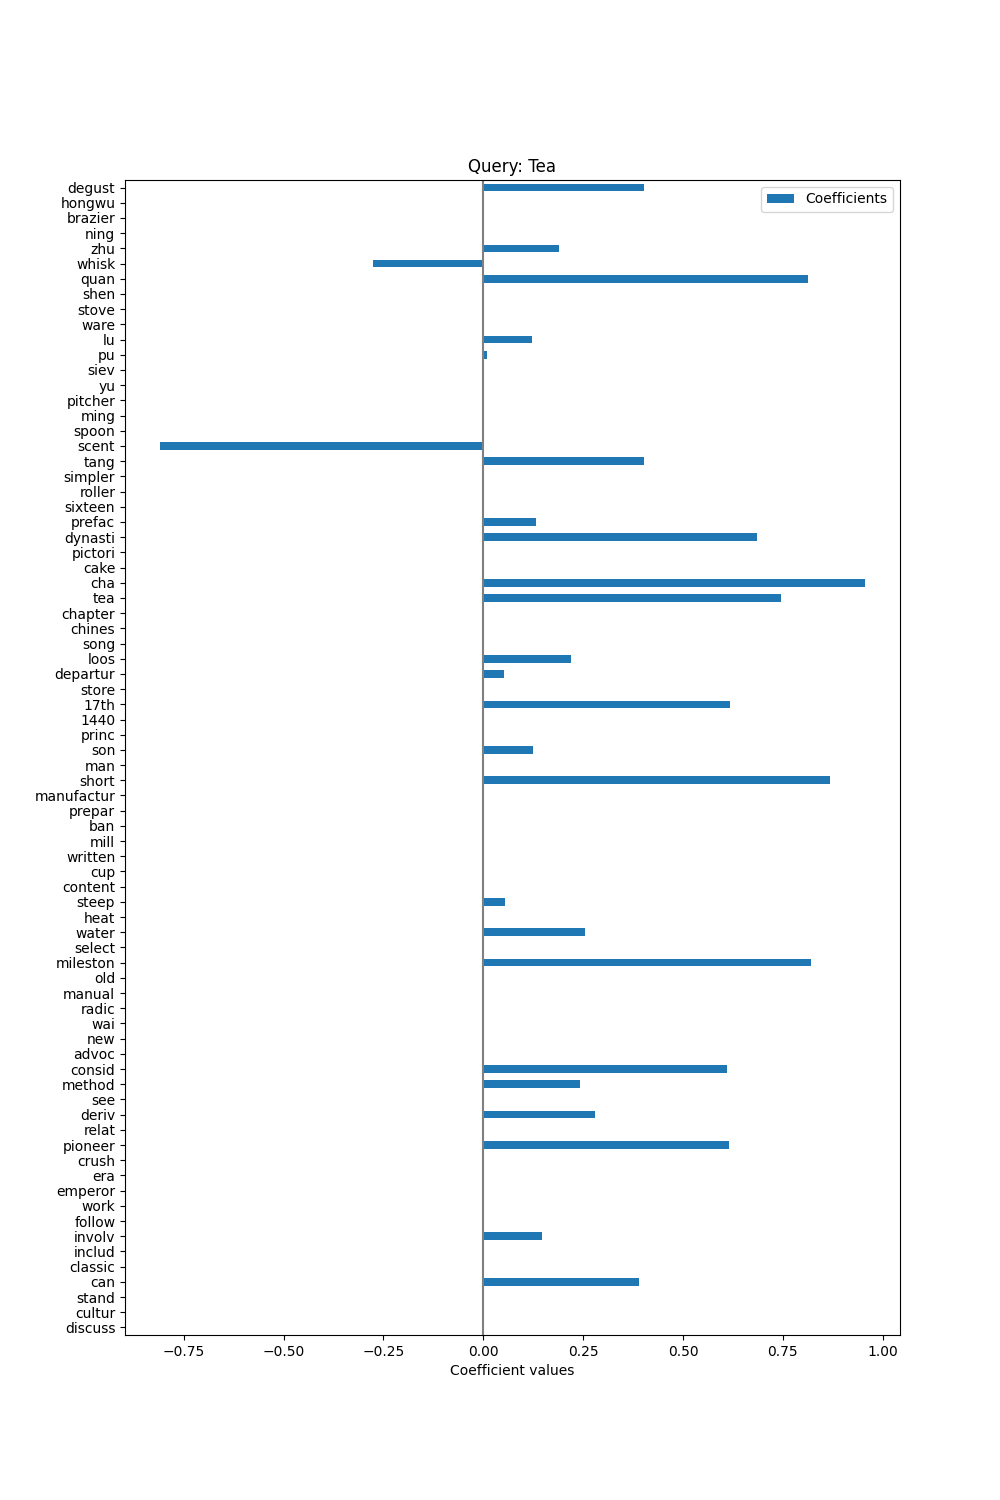 Query: Tea
degust
hongwu
brazier
ning
zhu
whisk
quan
shen
stove
ware
lu
pu
siev
yu
pitcher
ming
spoon
scent
tang
simpler
roller
sixteen
prefac
dynasti
pictori
cake
cha
tea
chapter
chines
song
loos
departur
store
17th
1440
princ
son
man
short
manufactur
prepar
ban
mill
written
cup
content
steep
heat
water
select
mileston
old
manual
radic
wai
new
advoc
consid
method
see
deriv
relat
pioneer
crush
era
emperor
work
follow
involv
includ
classic
can
stand
cultur
discuss
Coefficients
−0.75 −0.50 −0.25 0.00 0.25 0.50 0.75 1.00
Coefficient values